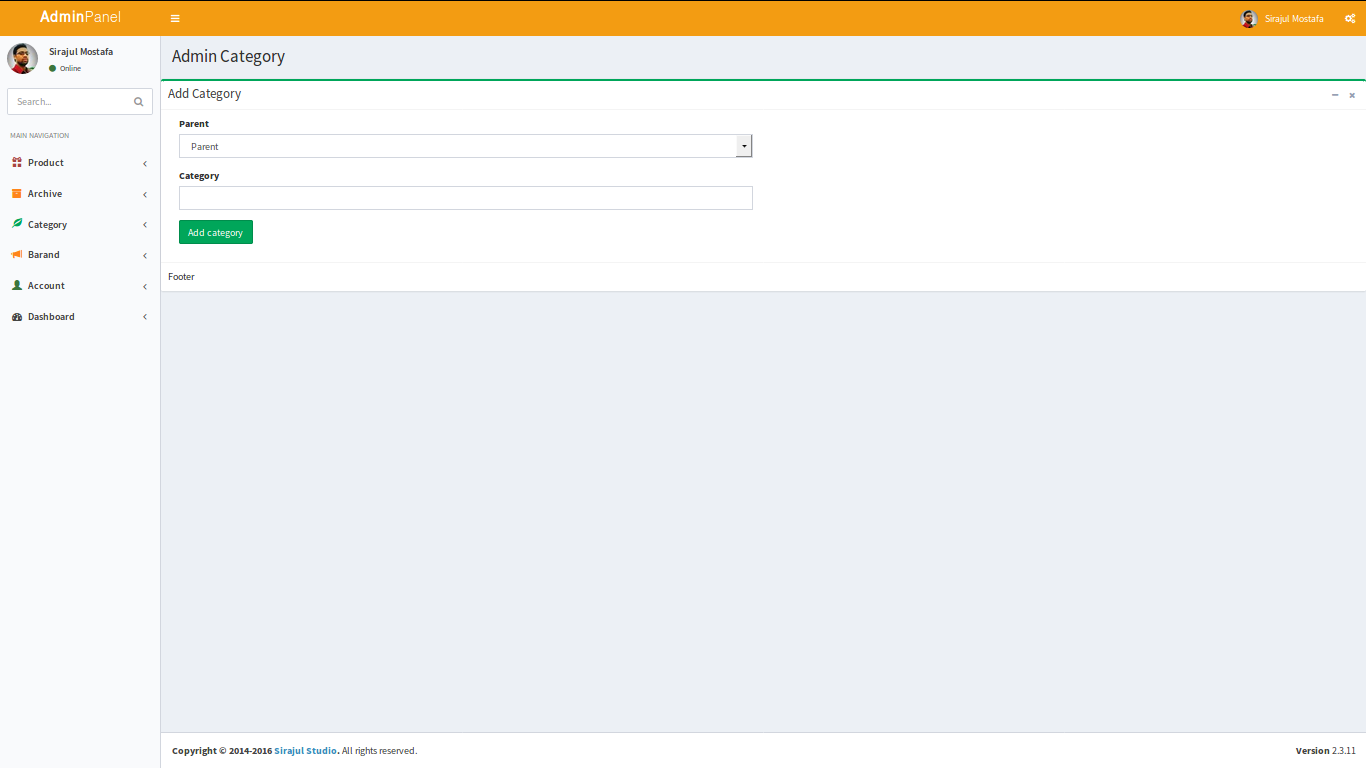 AdminPanel
Sirajul Mostafa
Sirajul Mostafa
Online
Search...
MAIN NAVIGATION
Product
Archive
Category
Barand
Account
Dashboard
Admin Category
Add Category
Parent
Parent
Category
Add category
Footer
Copyright © 2014-2016 Sirajul Studio. All rights reserved.
Version 2.3.11